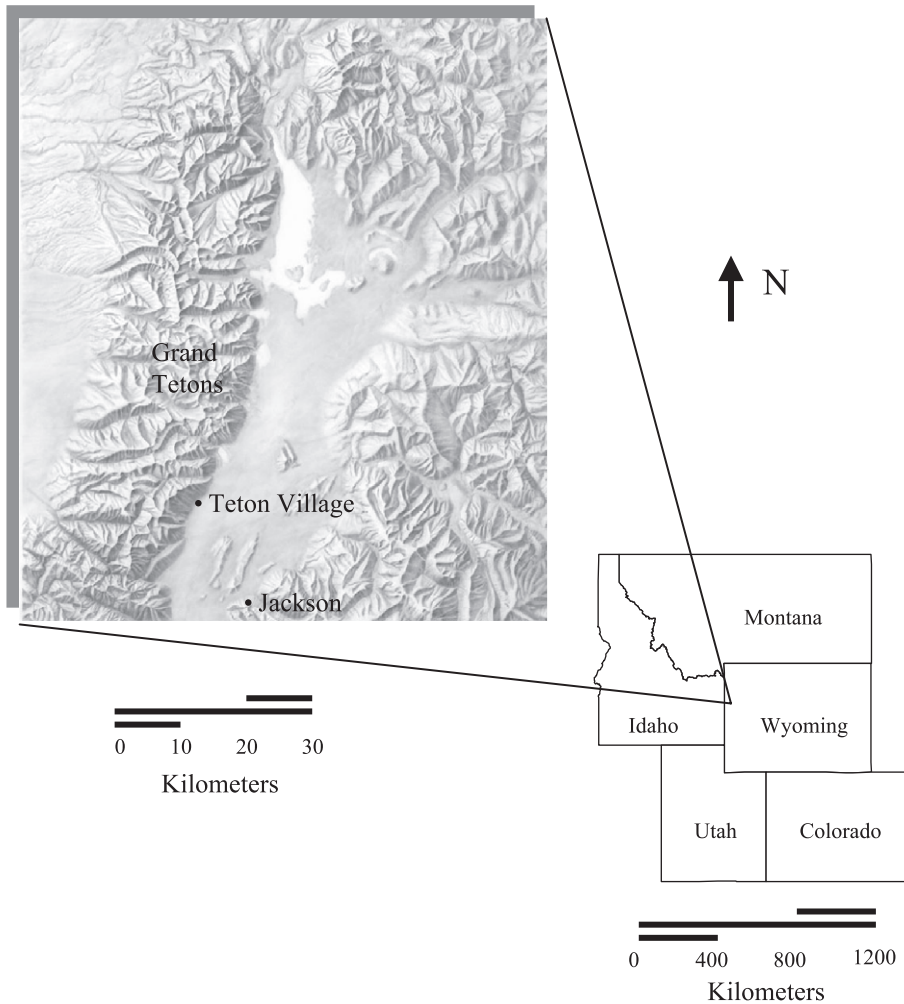 Grand
Tetons
• Teton Village
• Jackson
N
Montana
Idaho
Wyoming
Utah
Colorado
0 10 20 30
Kilometers
0 400 800 1200
Kilometers